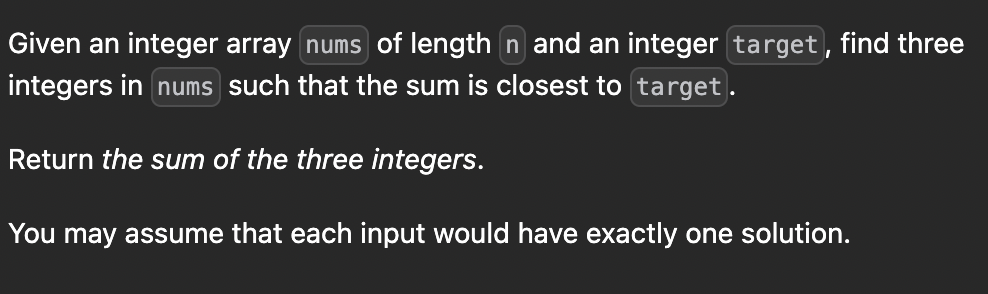 Given an integer array nums of length n and an integer target, find three
integers in nums such that the sum is closest to target.
Return the sum of the three integers.
You may assume that each input would have exactly one solution.